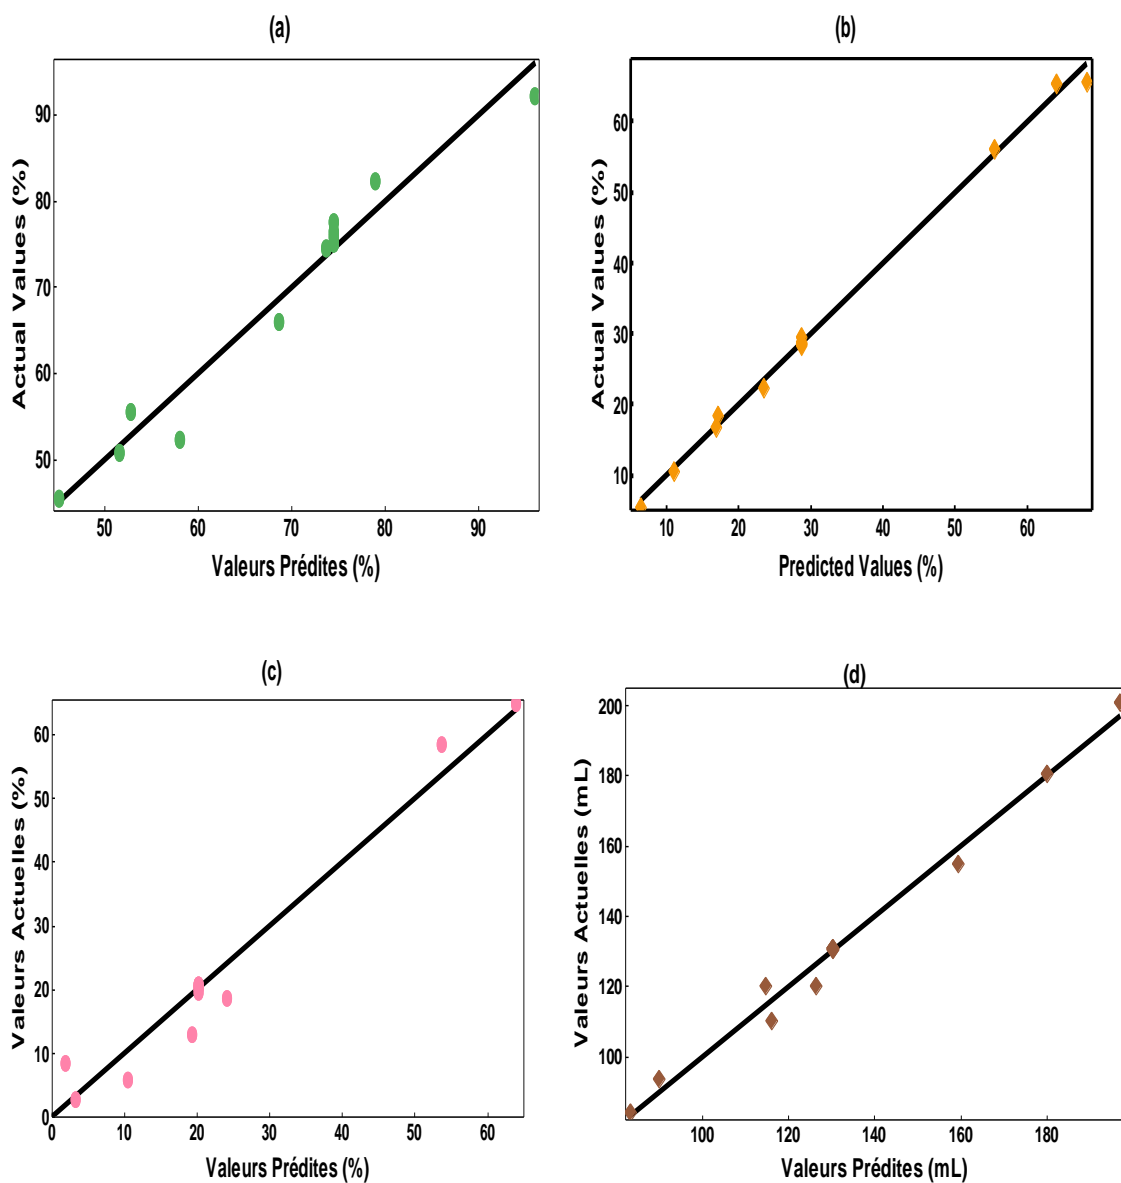 (a)
Actual Values (%)
90
80
70
60
50
50 60 70 80 90
Valeurs Prédites (%)
(b)
Actual Values (%)
60
50
40
30
20
10
10 20 30 40 50 60
Predicted Values (%)
(c)
Valeurs Actuelles (%)
60
50
40
30
20
10
0
0 10 20 30 40 50 60
Valeurs Prédites (%)
(d)
Valeurs Actuelles (mL)
200
180
160
140
120
100
100 120 140 160 180
Valeurs Prédites (mL)